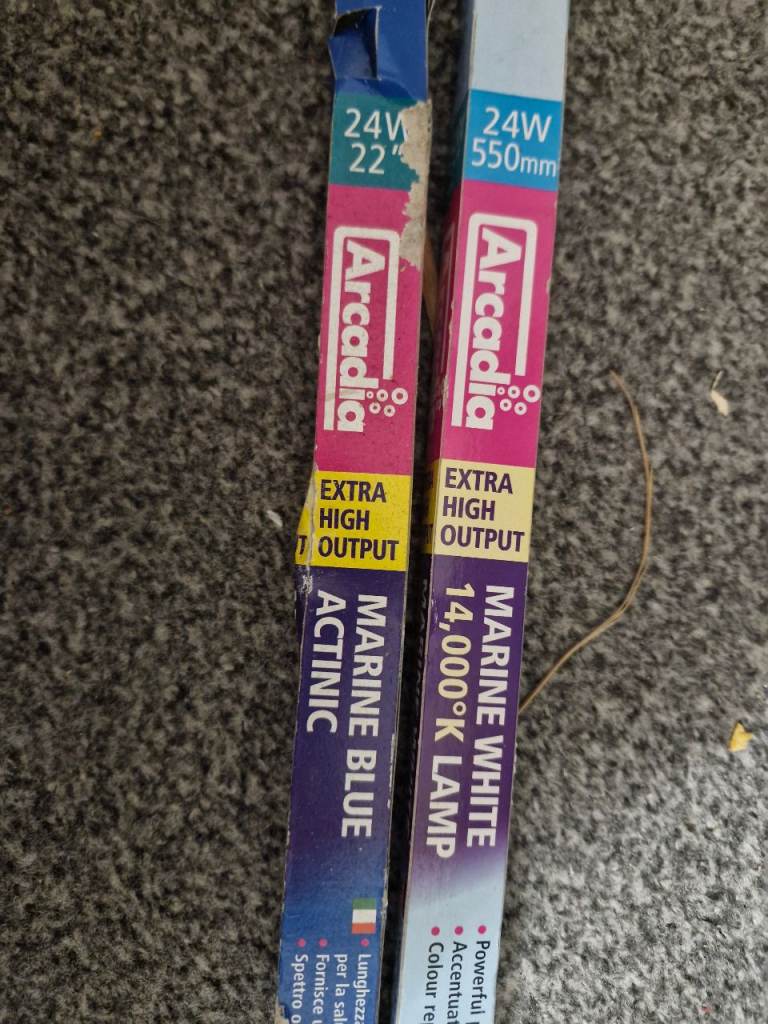 24W
22"
Arcadia
EXTRA
HIGH
OUTPUT
T
MARINE BLUE
ACTINIC
Lunghezza
per la sal
Fornisce
Spettro
24W
550mm
Arcadia
EXTRA
HIGH
OUTPUT
MARINE WHITE
14,000°K LAMP
• Powerful
• Accentuat
• Colour re